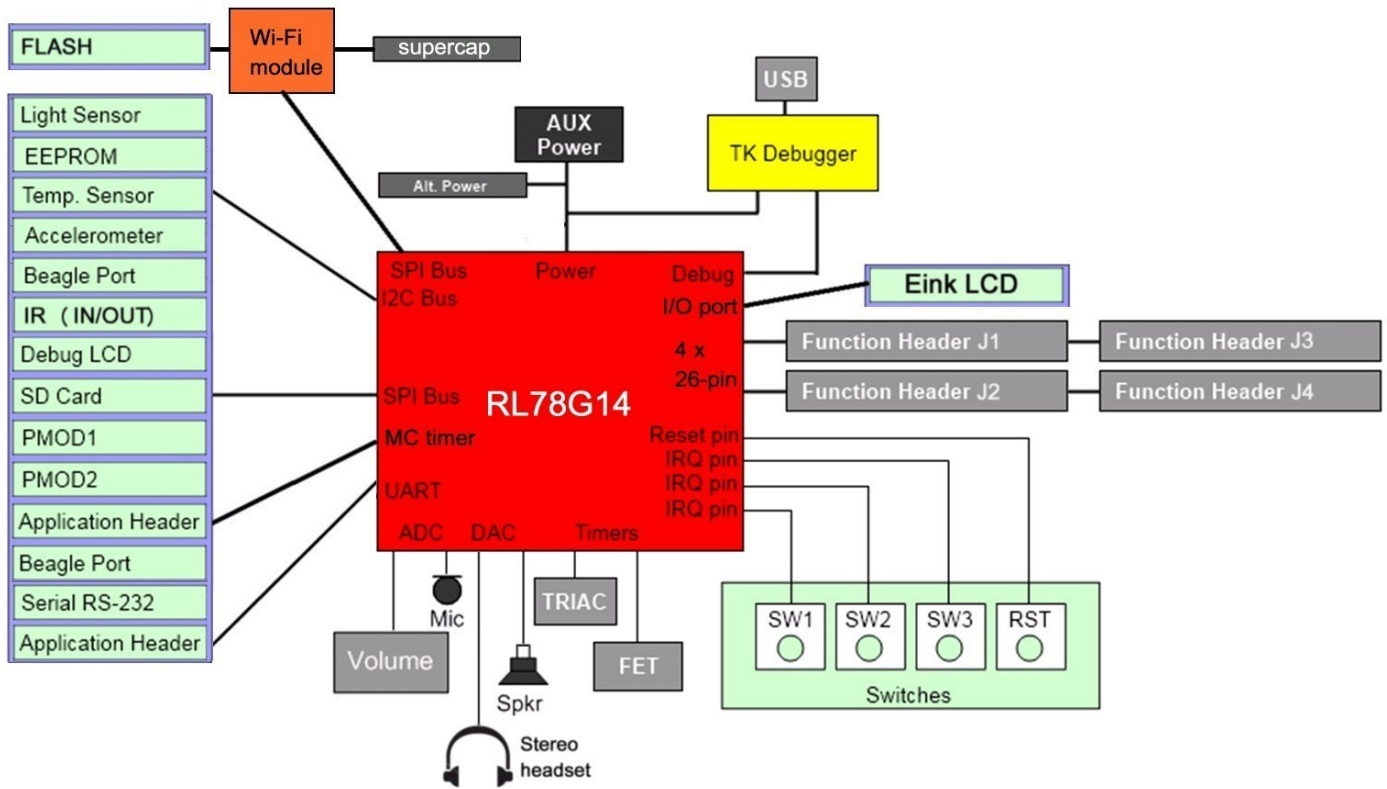 FLASH
Wi-Fi
module
supercap
USB
Light Sensor
EEPROM
Temp. Sensor
Accelerometer
Beagle Port
IR ( IN/OUT)
Debug LCD
SD Card
PMOD1
PMOD2
Application Header
Beagle Port
Serial RS-232
Application Header
AUX
Power
Alt. Power
TK Debugger
SPI Bus
Power
Debug
I2C Bus
I/O port
4 x
26-pin
SPI Bus
RL78G14
MC timer
Reset pin
IRQ pin
IRQ pin
IRQ pin
UART
ADC
DAC
Timers
Eink LCD
Function Header J1
Function Header J3
Function Header J2
Function Header J4
Mic
TRIAC
Volume
Spkr
FET
Stereo
headset
SW1
SW2
SW3
RST
Switches